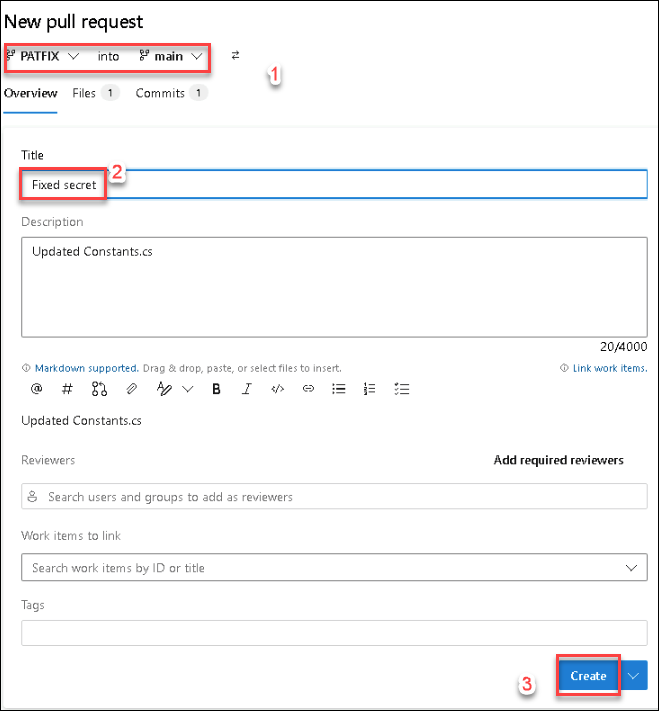 New pull request
PATFIX into main
1
Overview Files 1 Commits 1
Title
2
Fixed secret
Description
Updated Constants.cs
20/4000
Markdown supported. Drag & drop, paste, or select files to insert. Link work items.
@ # B I </>
Updated Constants.cs
Reviewers Add required reviewers
Search users and groups to add as reviewers
Work items to link
Search work items by ID or title
Tags
3 Create